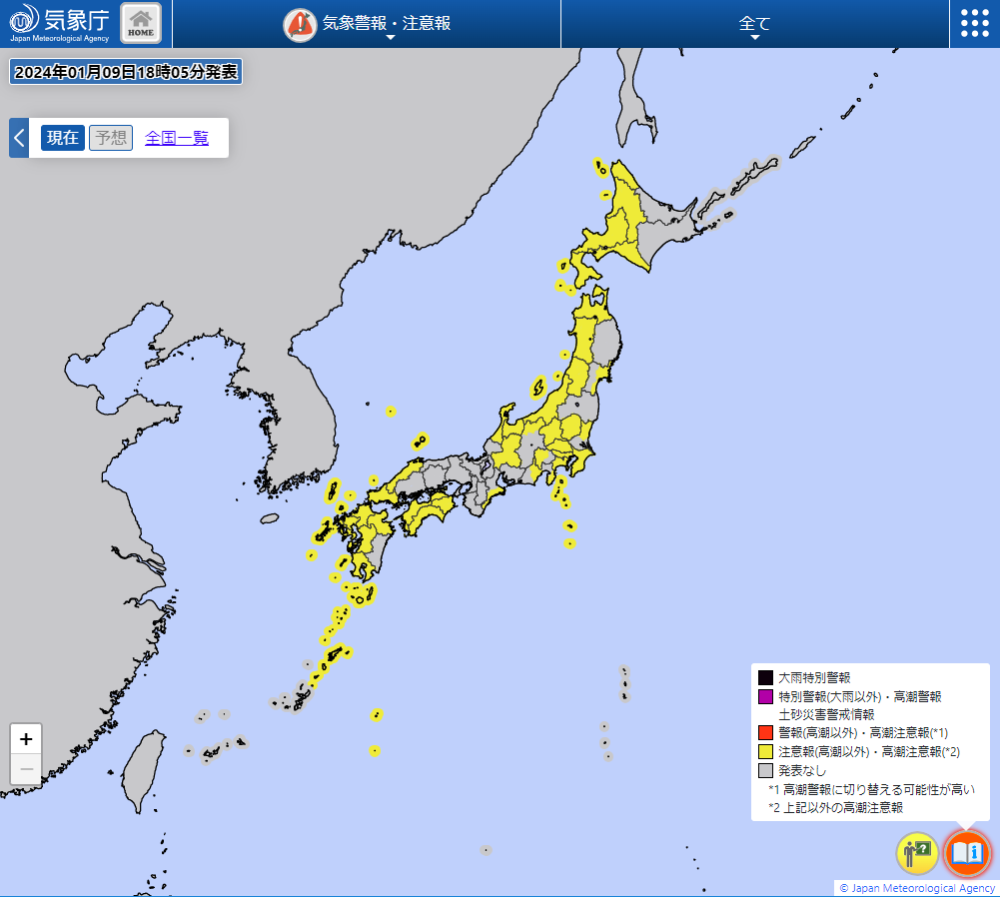 気象庁
Japan Meteorological Agency
HOME
気象警報・注意報
全て
2024年01月09日18時05分発表
現在
予想
全国一覧
大雨特別警報
特別警報(大雨以外)・高潮警報
土砂災害警戒情報
警報(高潮以外)・高潮注意報(*1)
注意報(高潮以外)・高潮注意報(*2)
発表なし
*1 高潮警報に切り替える可能性が高い
*2 上記以外の高潮注意報
+
−
?
i
© Japan Meteorological Agency